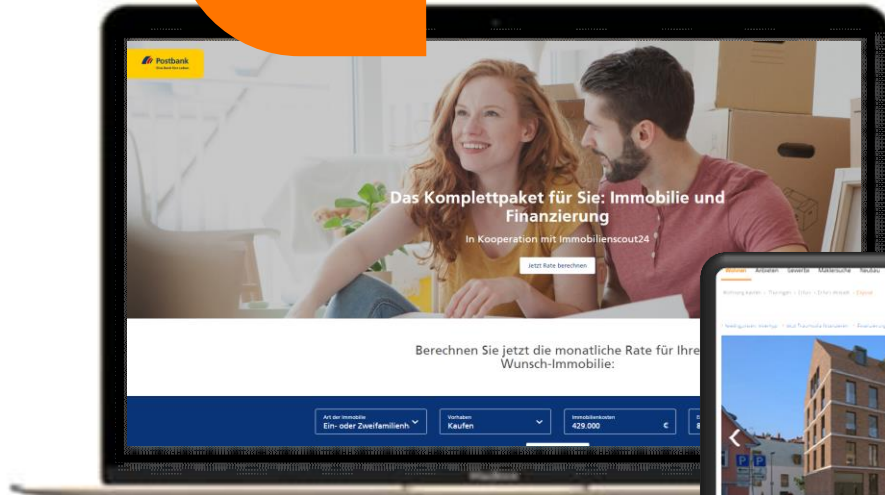 Postbank
Das Komplettpaket für Sie: Immobilie und
Finanzierung
In Kooperation mit Immobilienscout24
Jetzt Rate berechnen
Berechnen Sie jetzt die monatliche Rate für Ihre
Wunsch-Immobilie:
Art der Immobilie
Ein- oder Zweifamilienh
Vorhaben
Kaufen
Immobilienkosten
429.000 €
Wohnen Anbieten Gewerbe Maklersuche Neubau
P P